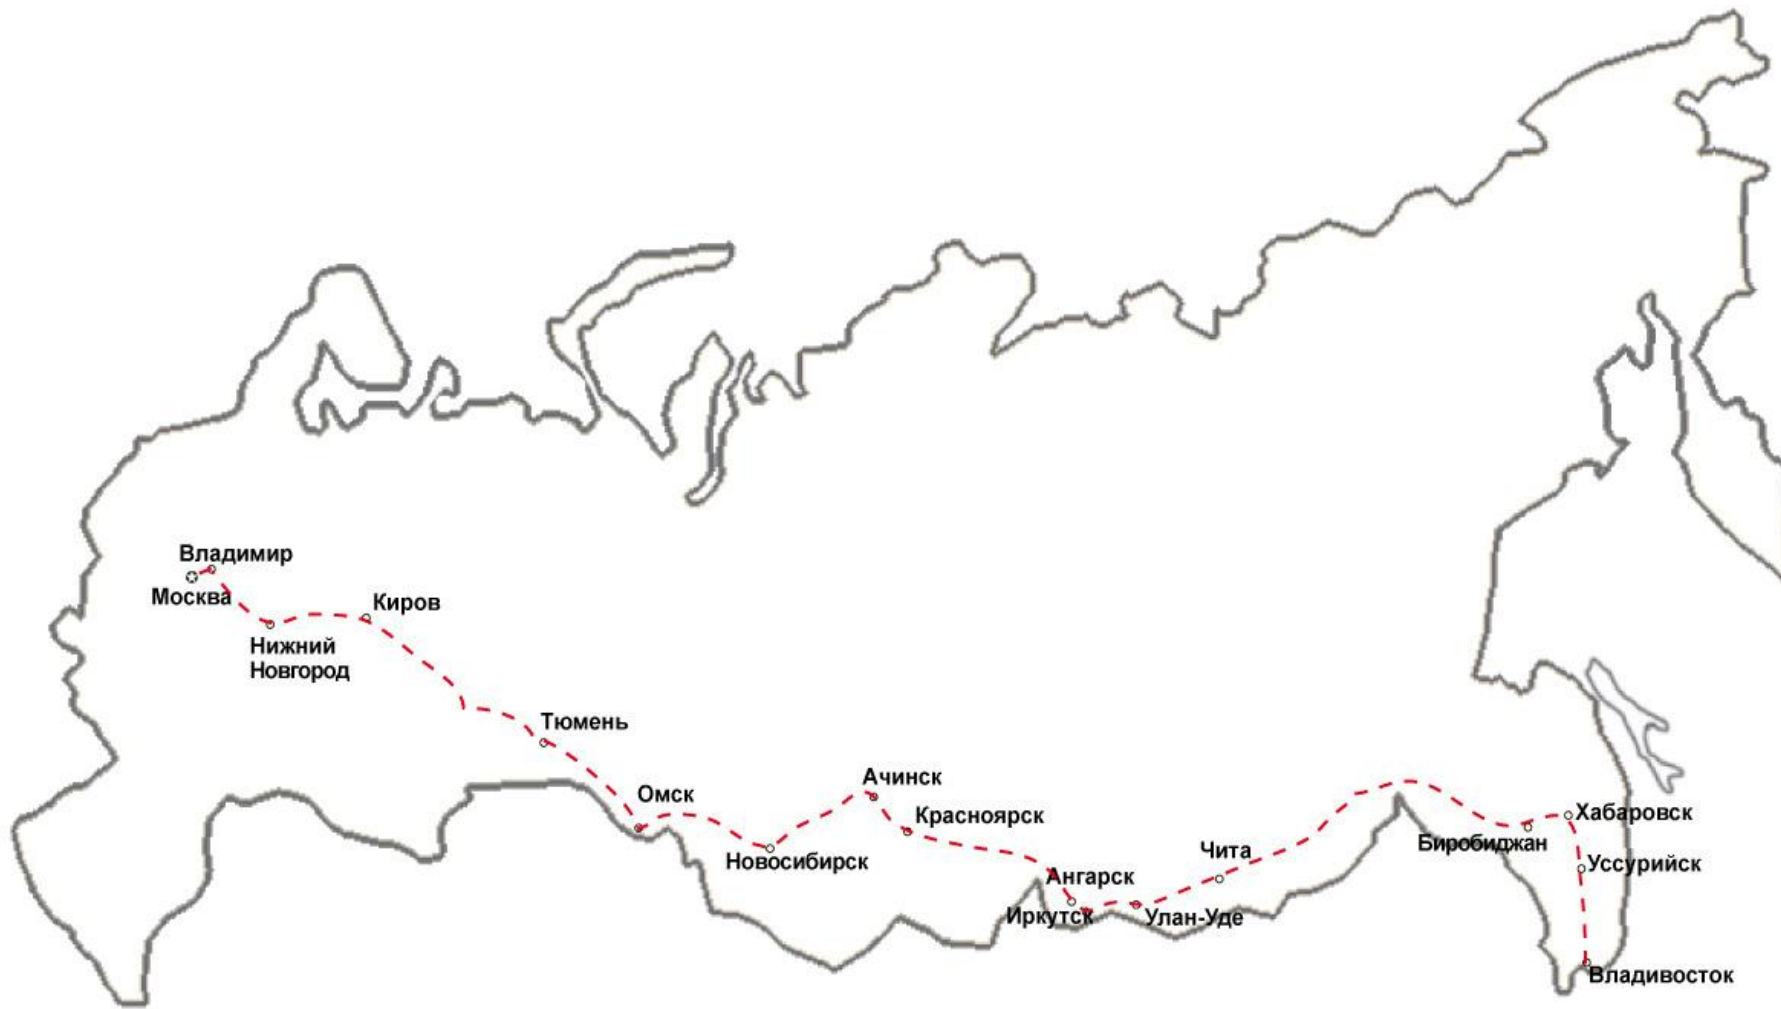 Владимир
Москва
Киров
Нижний
Новгород
Тюмень
Омск
Новосибирск
Ачинск
Красноярск
Ангарск
Иркутск
Улан-Уде
Чита
Биробиджан
Хабаровск
Уссурийск
Владивосток